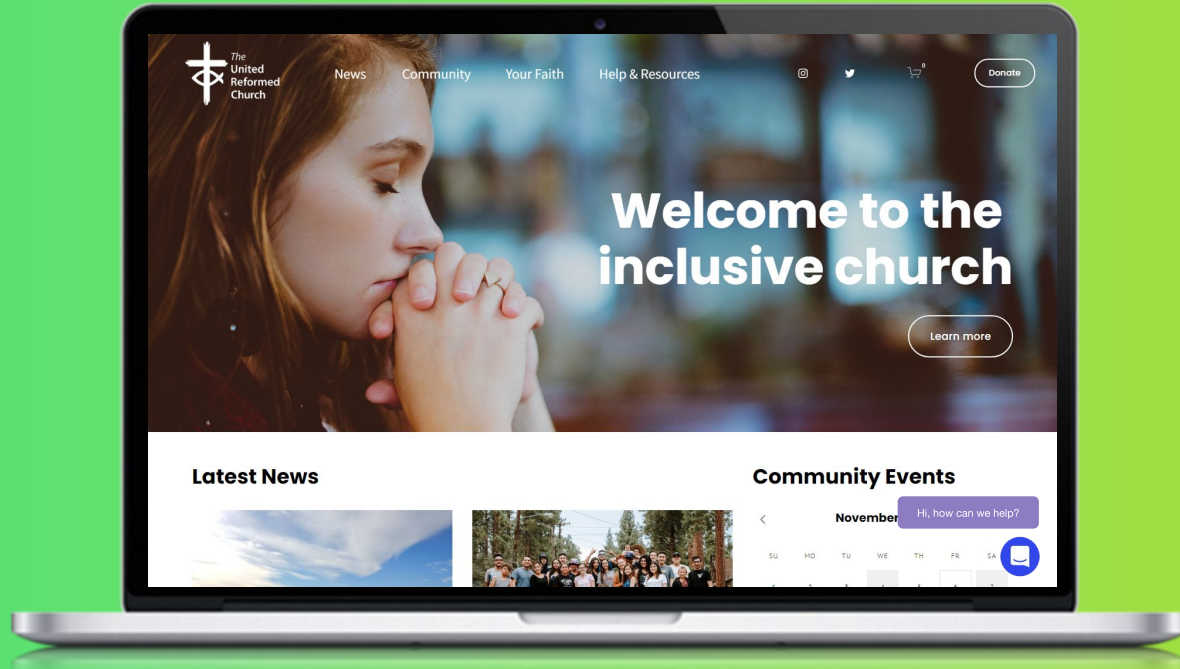 The
United
Reformed
Church
News Community Your Faith Help & Resources
0
Donate
Welcome to the
inclusive church
Learn more
Latest News
Community Events
November
Hi, how can we help?
SU MO TU WE TH FR SA